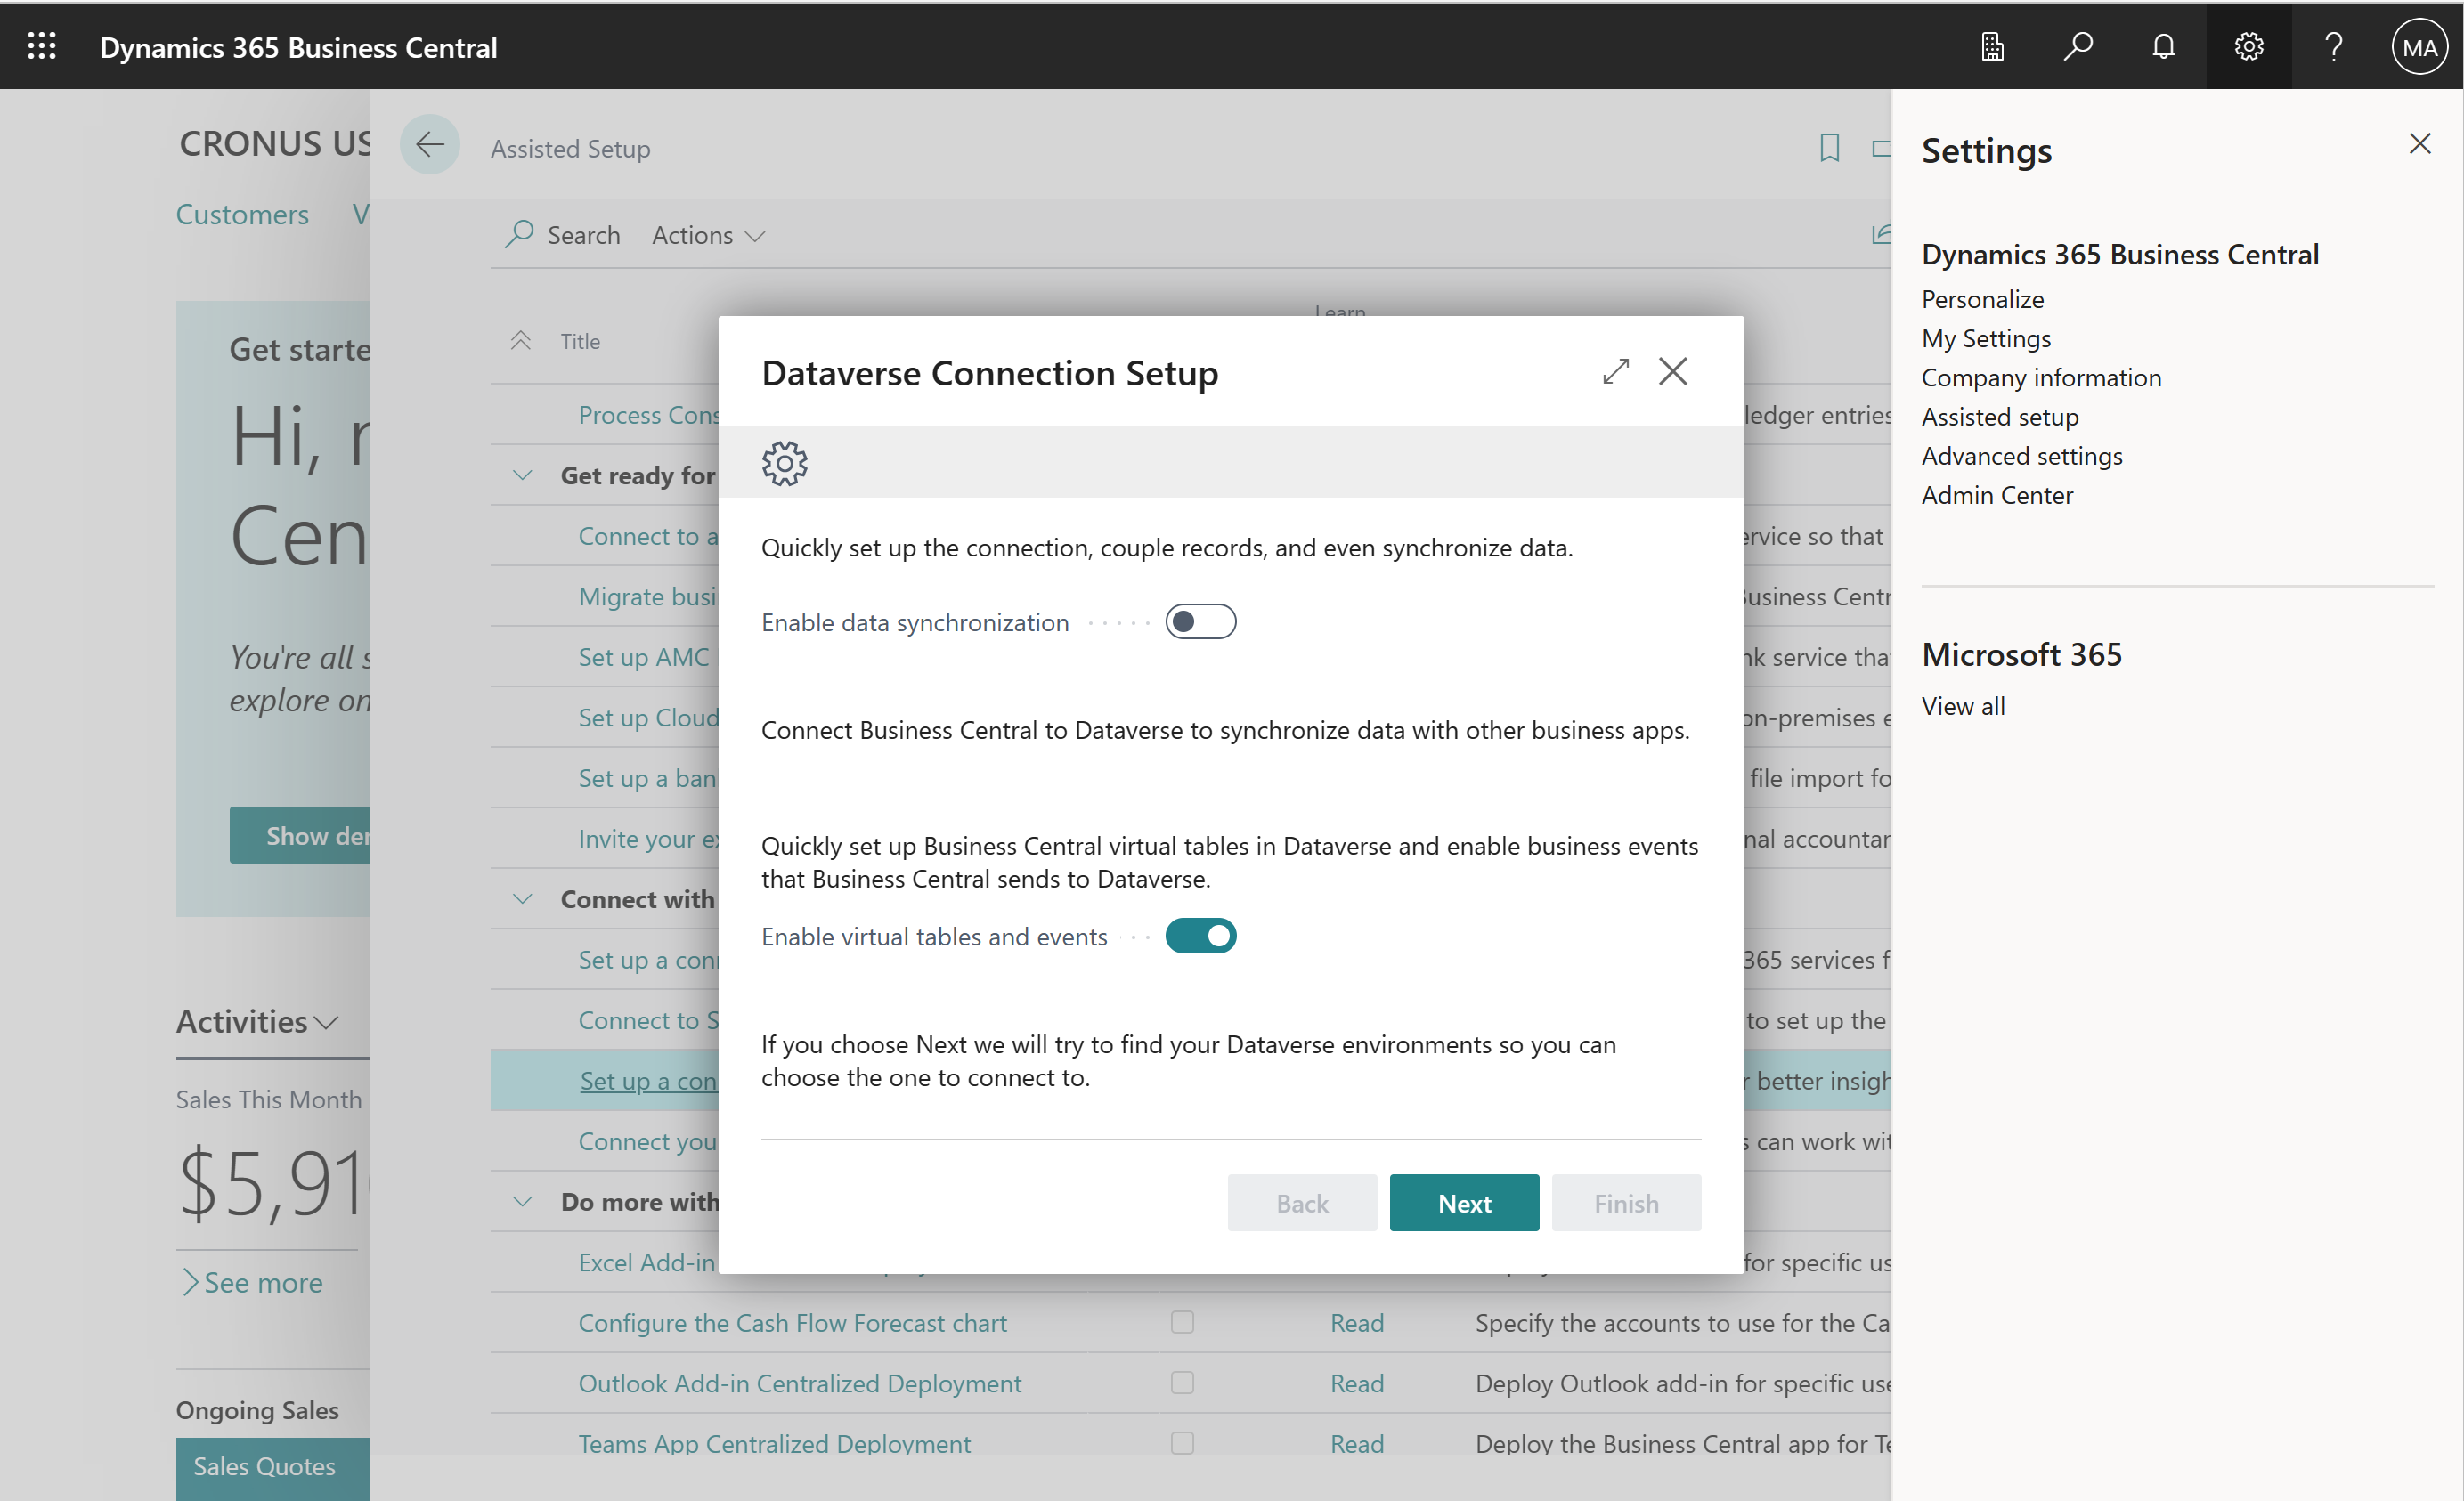 Dynamics 365 Business Central
MA
CRONUS US
Customers
Get starte
Hi, r
Cen
You're all s
explore on
Show der
Activities
Sales This Month
$5,91
See more
Ongoing Sales
Sales Quotes
Assisted Setup
Search Actions
Title
Learn
Process Cons
ledger entries
Get ready for
Connect to a
ervice so that
Migrate busi
Business Centr
Set up AMC
nk service that
Set up Cloud
on-premises e
Set up a ban
file import fo
Invite your ex
nal accountan
Connect with
Set up a conn
365 services f
Connect to S
to set up the
Set up a con
r better insigh
Connect you
s can work wit
Do more with
Excel Add-in
for specific us
Configure the Cash Flow Forecast chart Read Specify the accounts to use for the Ca
Outlook Add-in Centralized Deployment Read Deploy Outlook add-in for specific use
Teams App Centralized Deployment Read Deploy the Business Central app for Te
Dataverse Connection Setup
Quickly set up the connection, couple records, and even synchronize data.
Enable data synchronization
Connect Business Central to Dataverse to synchronize data with other business apps.
Quickly set up Business Central virtual tables in Dataverse and enable business events
that Business Central sends to Dataverse.
Enable virtual tables and events
If you choose Next we will try to find your Dataverse environments so you can
choose the one to connect to.
Back Next Finish
Settings
Dynamics 365 Business Central
Personalize
My Settings
Company information
Assisted setup
Advanced settings
Admin Center
Microsoft 365
View all